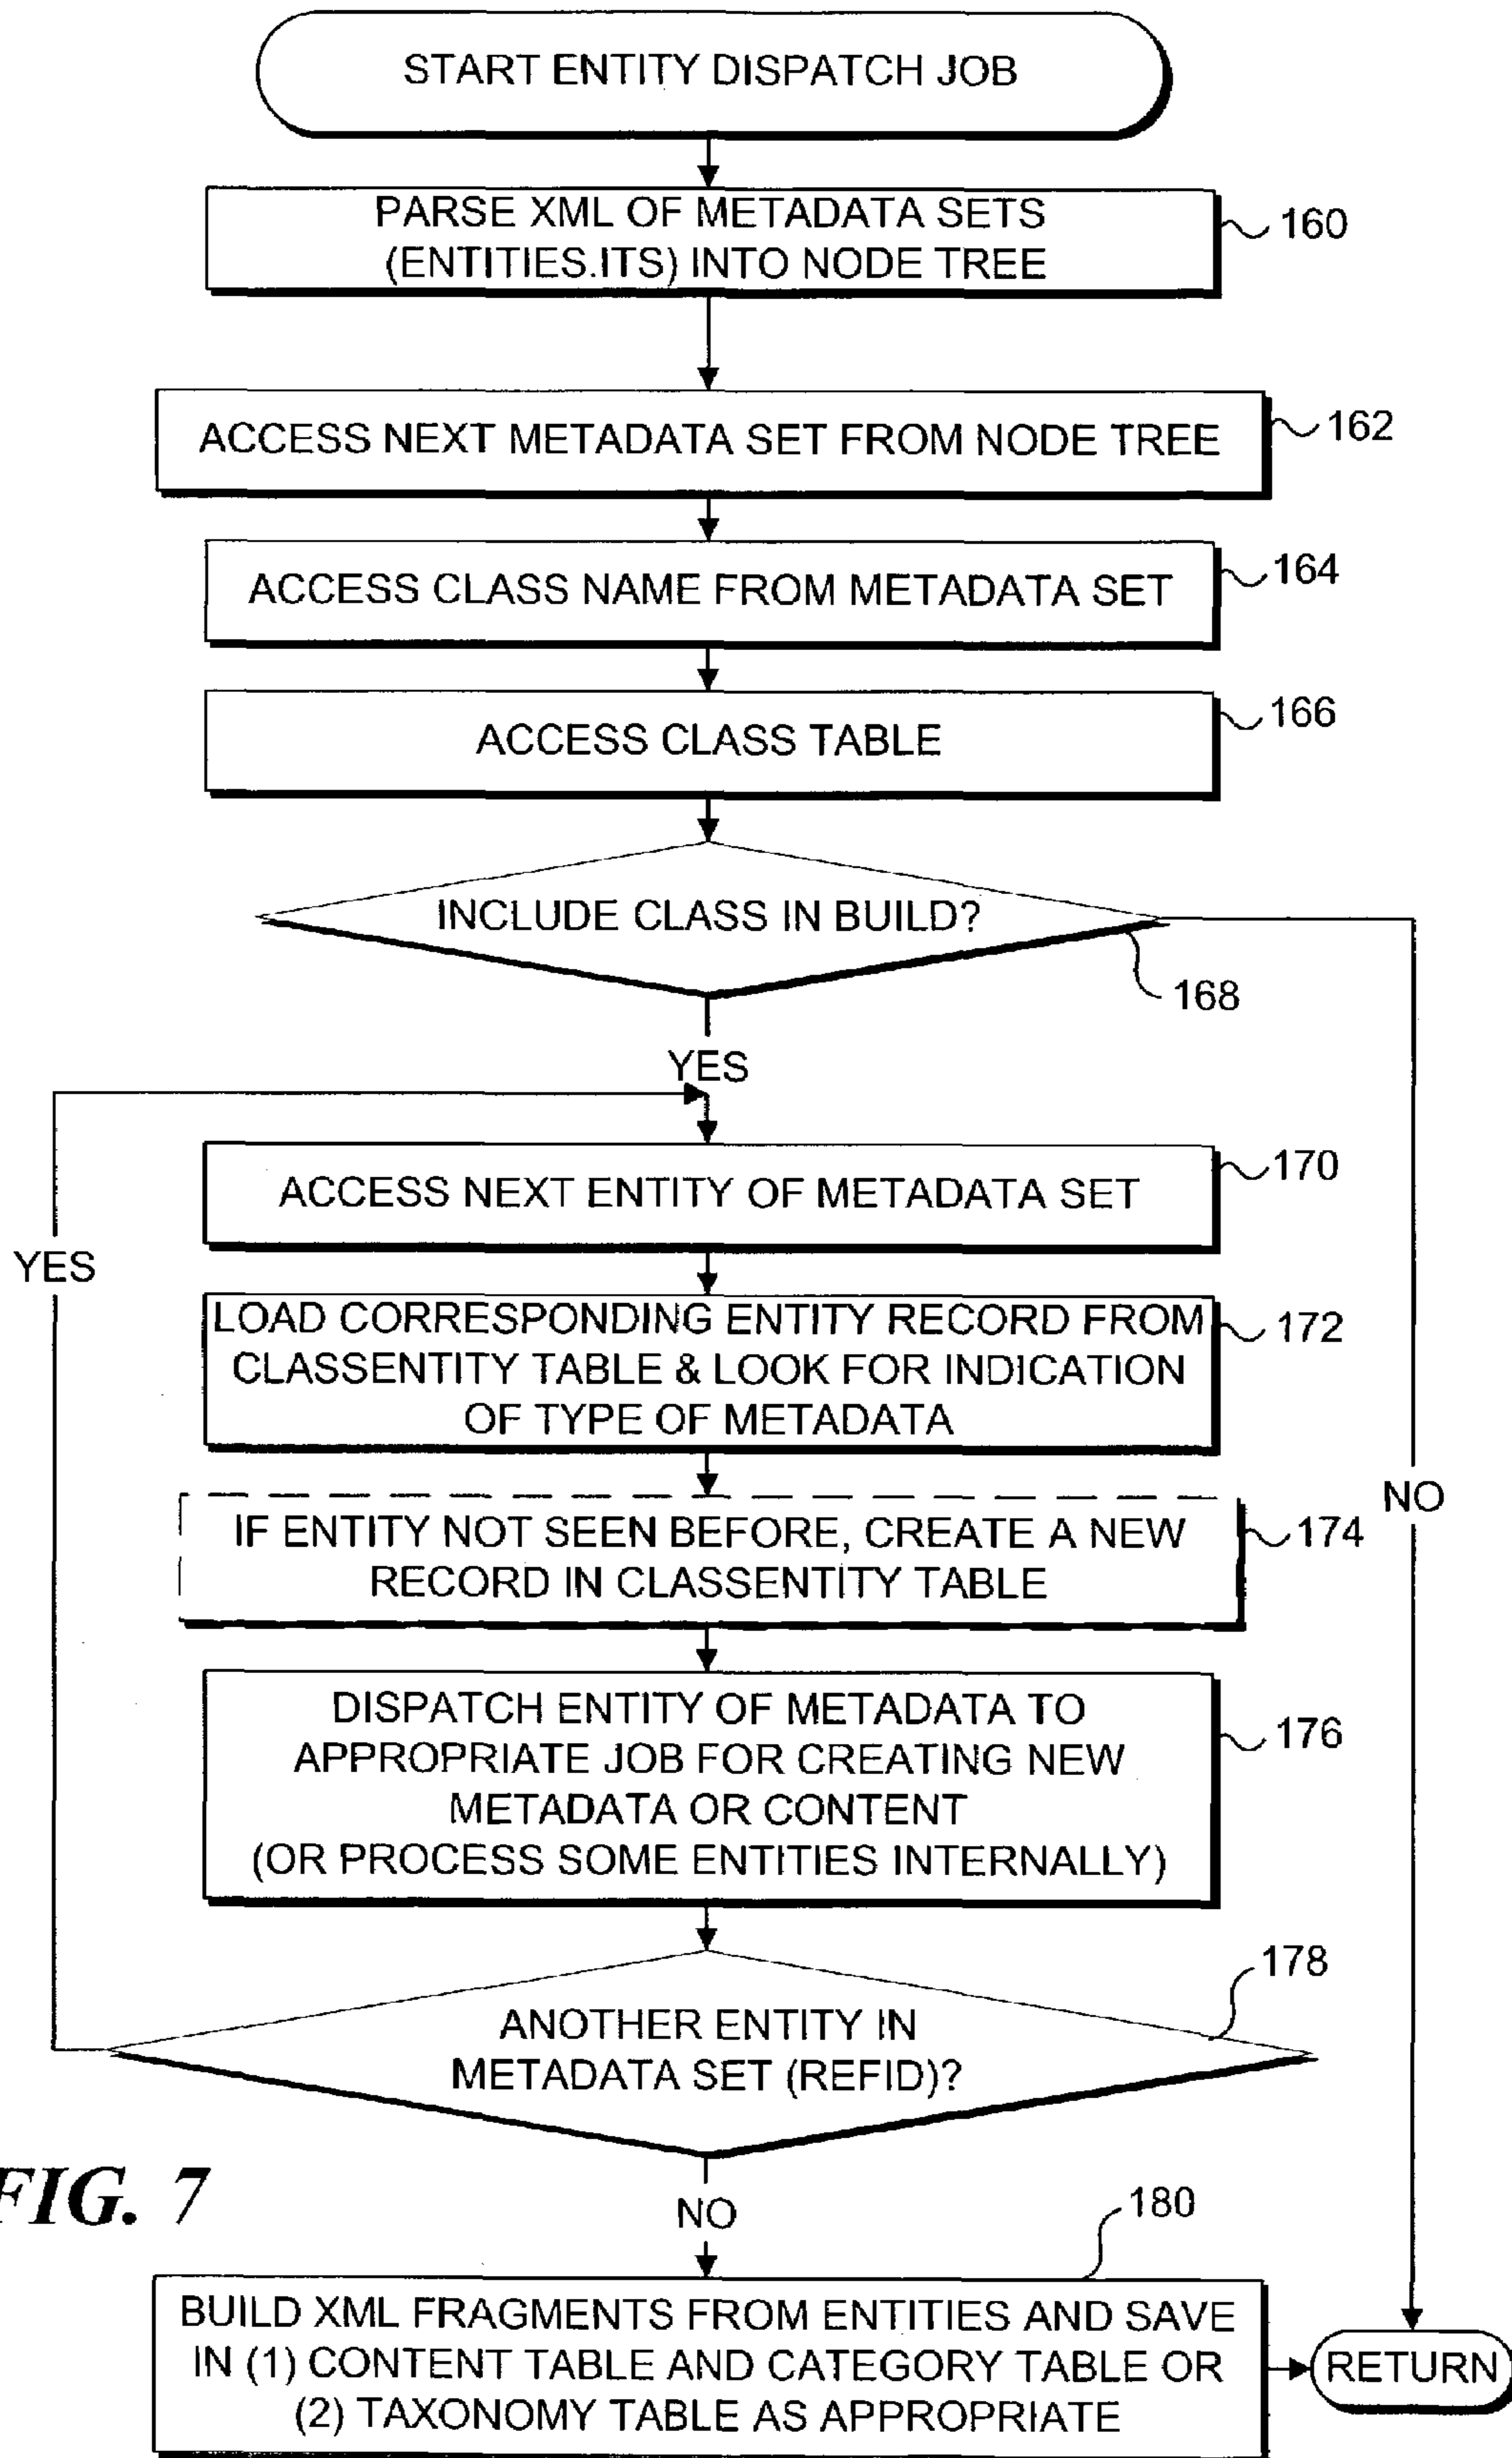 START ENTITY DISPATCH JOB
PARSE XML OF METADATA SETS
(ENTITIES.ITS) INTO NODE TREE
160
ACCESS NEXT METADATA SET FROM NODE TREE
162
ACCESS CLASS NAME FROM METADATA SET
164
ACCESS CLASS TABLE
166
INCLUDE CLASS IN BUILD?
168
YES
ACCESS NEXT ENTITY OF METADATA SET
170
YES
LOAD CORRESPONDING ENTITY RECORD FROM
CLASSENTITY TABLE & LOOK FOR INDICATION
OF TYPE OF METADATA
172
NO
IF ENTITY NOT SEEN BEFORE, CREATE A NEW
RECORD IN CLASSENTITY TABLE
174
DISPATCH ENTITY OF METADATA TO
APPROPRIATE JOB FOR CREATING NEW
METADATA OR CONTENT
(OR PROCESS SOME ENTITIES INTERNALLY)
176
ANOTHER ENTITY IN
METADATA SET (REFID)?
178
FIG. 7
NO
180
BUILD XML FRAGMENTS FROM ENTITIES AND SAVE
IN (1) CONTENT TABLE AND CATEGORY TABLE OR
(2) TAXONOMY TABLE AS APPROPRIATE
RETURN